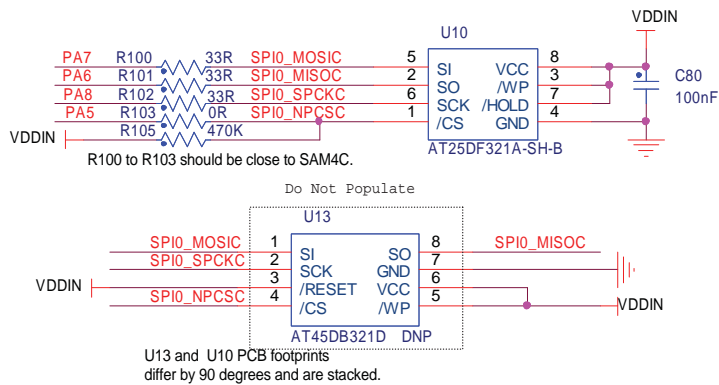 VDDIN
U10
PA7 R100 33R SPI0_MOSIC 5 SI VCC 8
PA6 R101 33R SPI0_MISOC 2 SO /WP 3
PA8 R102 33R SPI0_SPCKC 6 SCK /HOLD 7
PA5 R103 0R SPI0_NPCSC 1 /CS GND 4
C80
100nF
VDDIN R105 470K
AT25DF321A-SH-B
R100 to R103 should be close to SAM4C.
Do Not Populate
U13
SPI0_MOSIC 1 SI SO 8 SPI0_MISOC
SPI0_SPCKC 2 SCK GND 7
VDDIN 3 /RESET VCC 6
SPI0_NPCSC 4 /CS /WP 5 VDDIN
AT45DB321D DNP
U13 and U10 PCB footprints
differ by 90 degrees and are stacked.